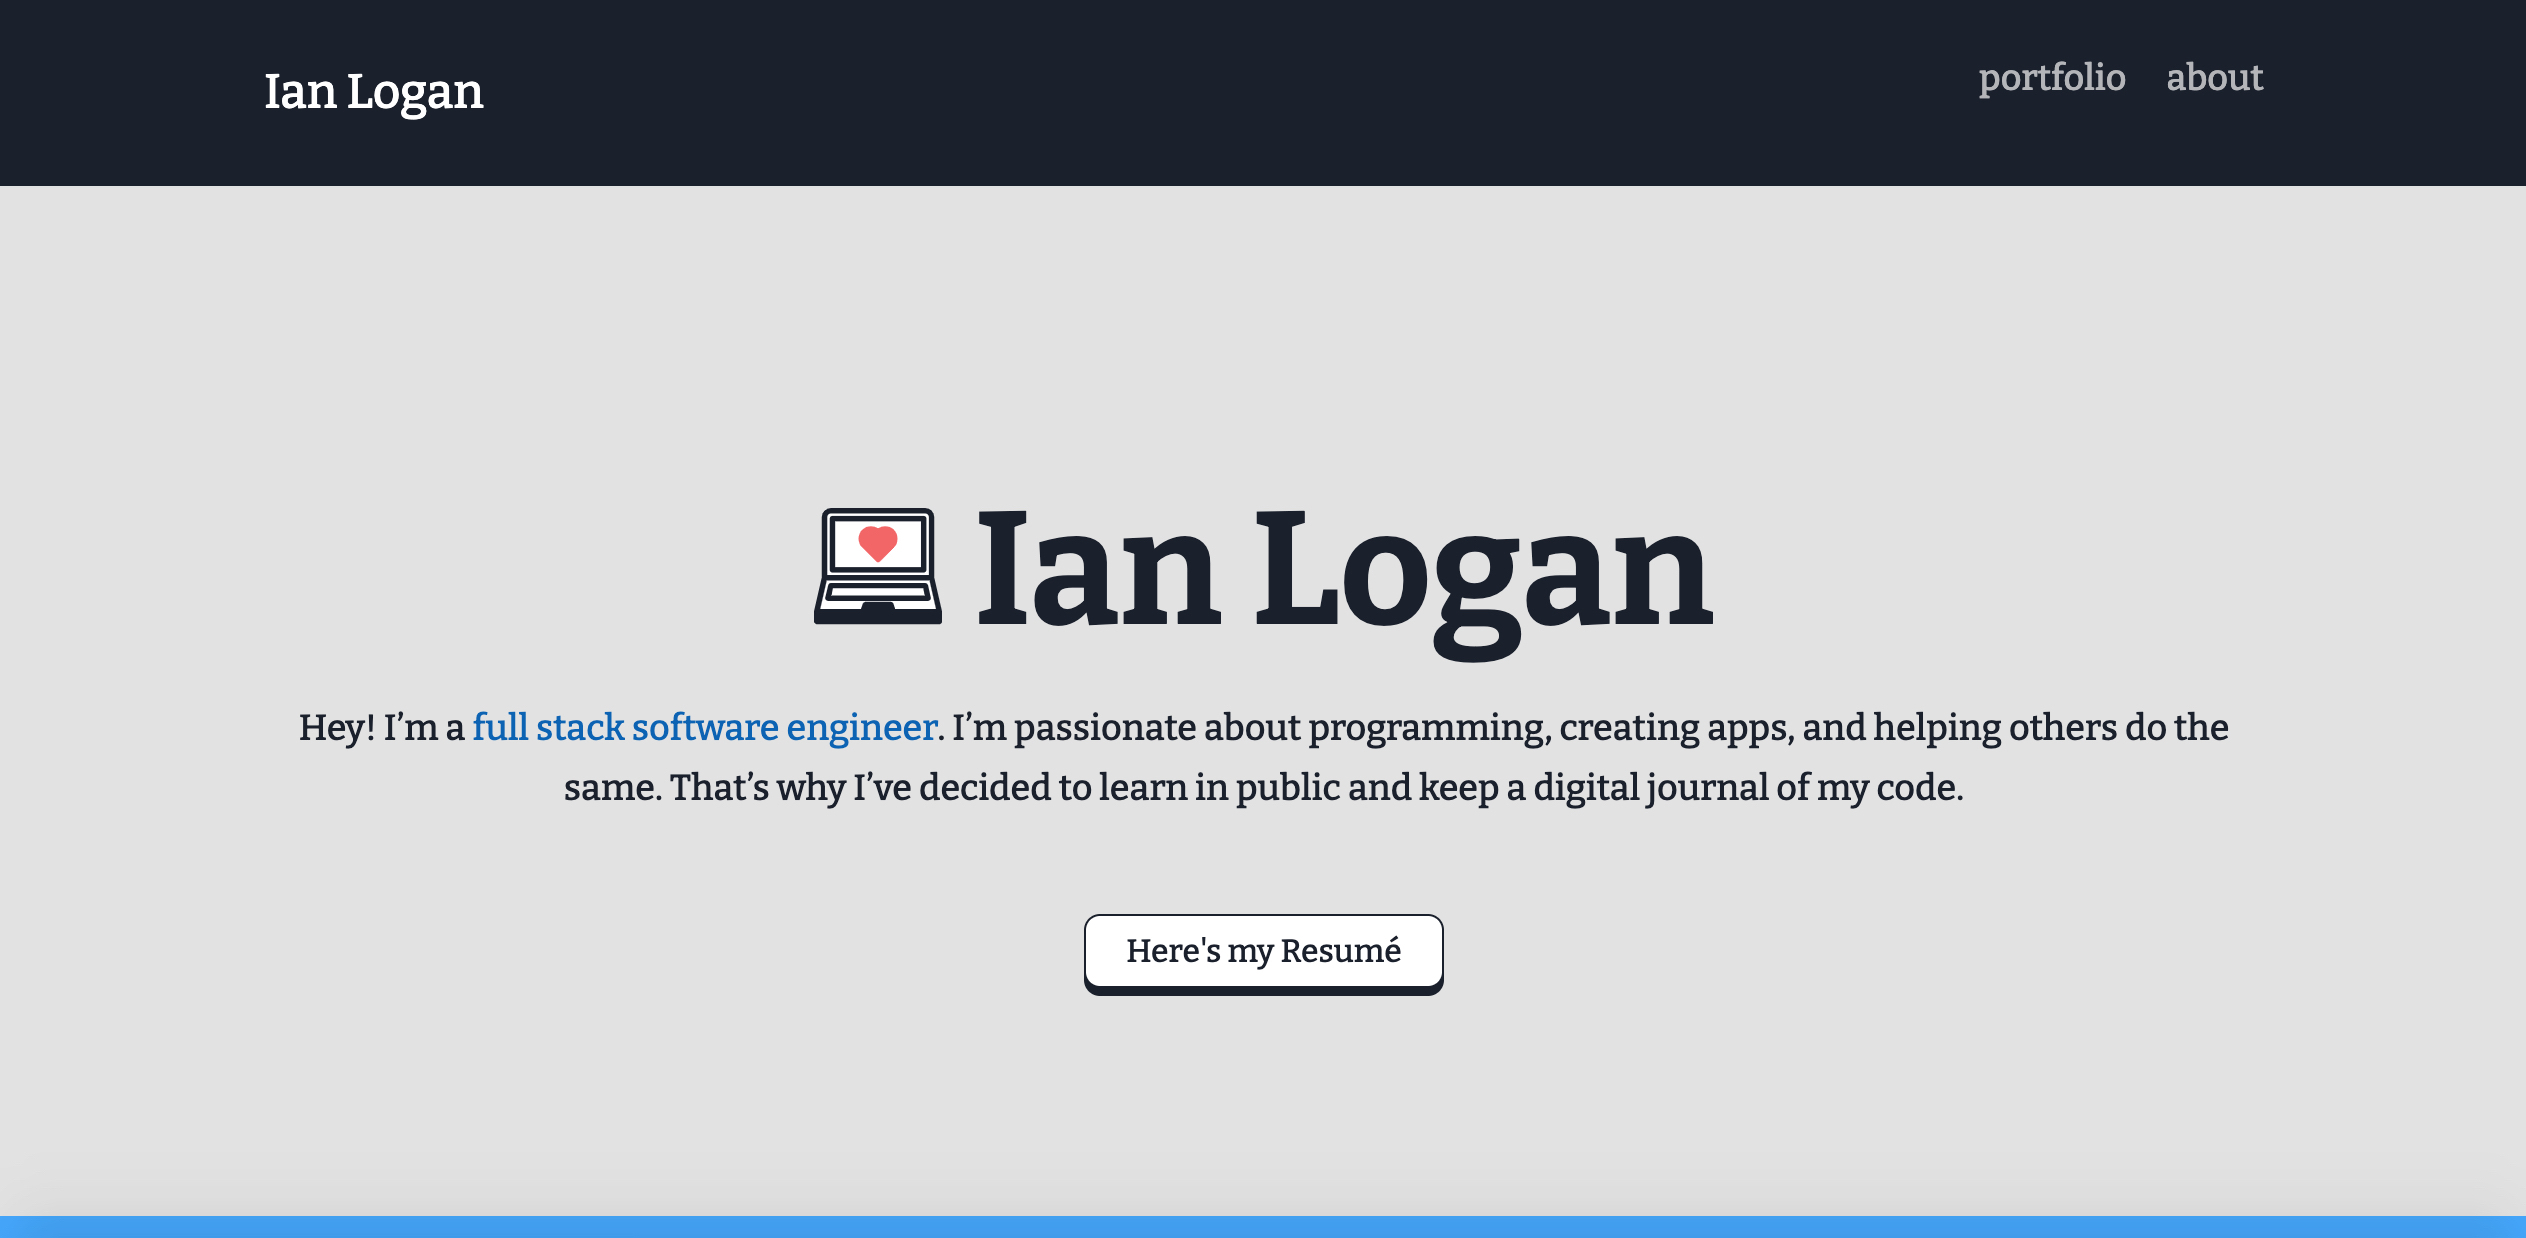 Ian Logan
portfolio about
Ian Logan
Hey! I’m a full stack software engineer. I’m passionate about programming, creating apps, and helping others do the
same. That’s why I’ve decided to learn in public and keep a digital journal of my code.
Here's my Resumé